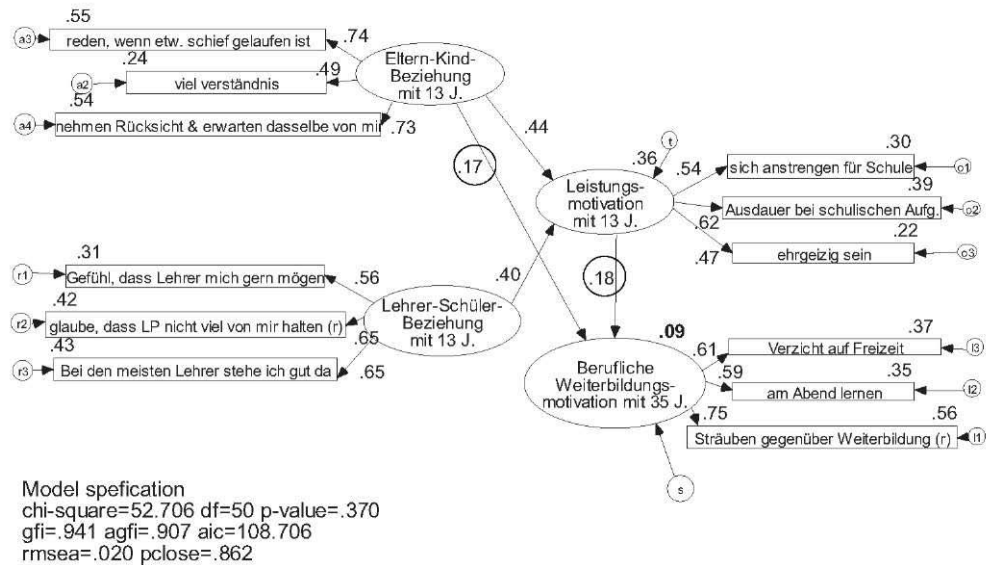 .55
a3
reden, wenn etw. schief gelaufen ist
.74
.24
a2
viel verständnis
.49
.54
a4
nehmen Rücksicht & erwarten dasselbe von mir
.73
Eltern-Kind-
Beziehung
mit 13 J.
.44
.17
t
.36
Leistungs-
motivation
mit 13 J.
.54
.30
sich anstrengen für Schule
o1
.39
Ausdauer bei schulischen Aufg.
o2
.62
.22
ehrgeizig sein
o3
.47
.31
r1
Gefühl, dass Lehrer mich gern mögen
.56
.42
r2
glaube, dass LP nicht viel von mir halten (r)
.65
.43
r3
Bei den meisten Lehrer stehe ich gut da
.65
Lehrer-Schüler-
Beziehung
mit 13 J.
.40
.18
.09
Berufliche
Weiterbildungs-
motivation mit 35 J.
.61
.37
Verzicht auf Freizeit
l3
.59
.35
am Abend lernen
l2
.75
.56
Sträuben gegenüber Weiterbildung (r)
l1
s
Model spefication
chi-square=52.706 df=50 p-value=.370
gfi=.941 agfi=.907 aic=108.706
rmsea=.020 pclose=.862